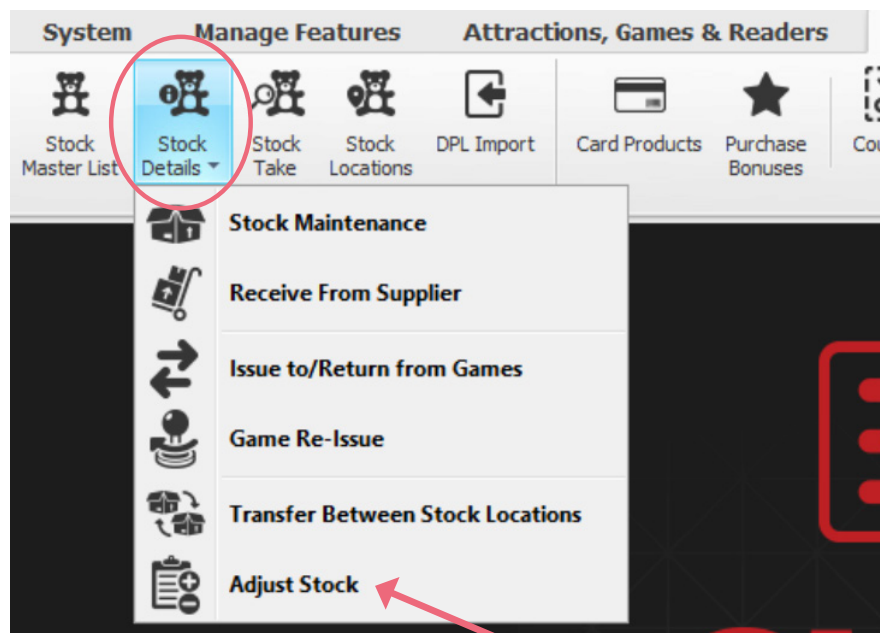 System Manage Features Attractions, Games & Readers
Stock Master List
Stock Details
Stock Take
Stock Locations
DPL Import
Card Products
Purchase Bonuses
Stock Maintenance
Receive From Supplier
Issue to/Return from Games
Game Re-Issue
Transfer Between Stock Locations
Adjust Stock